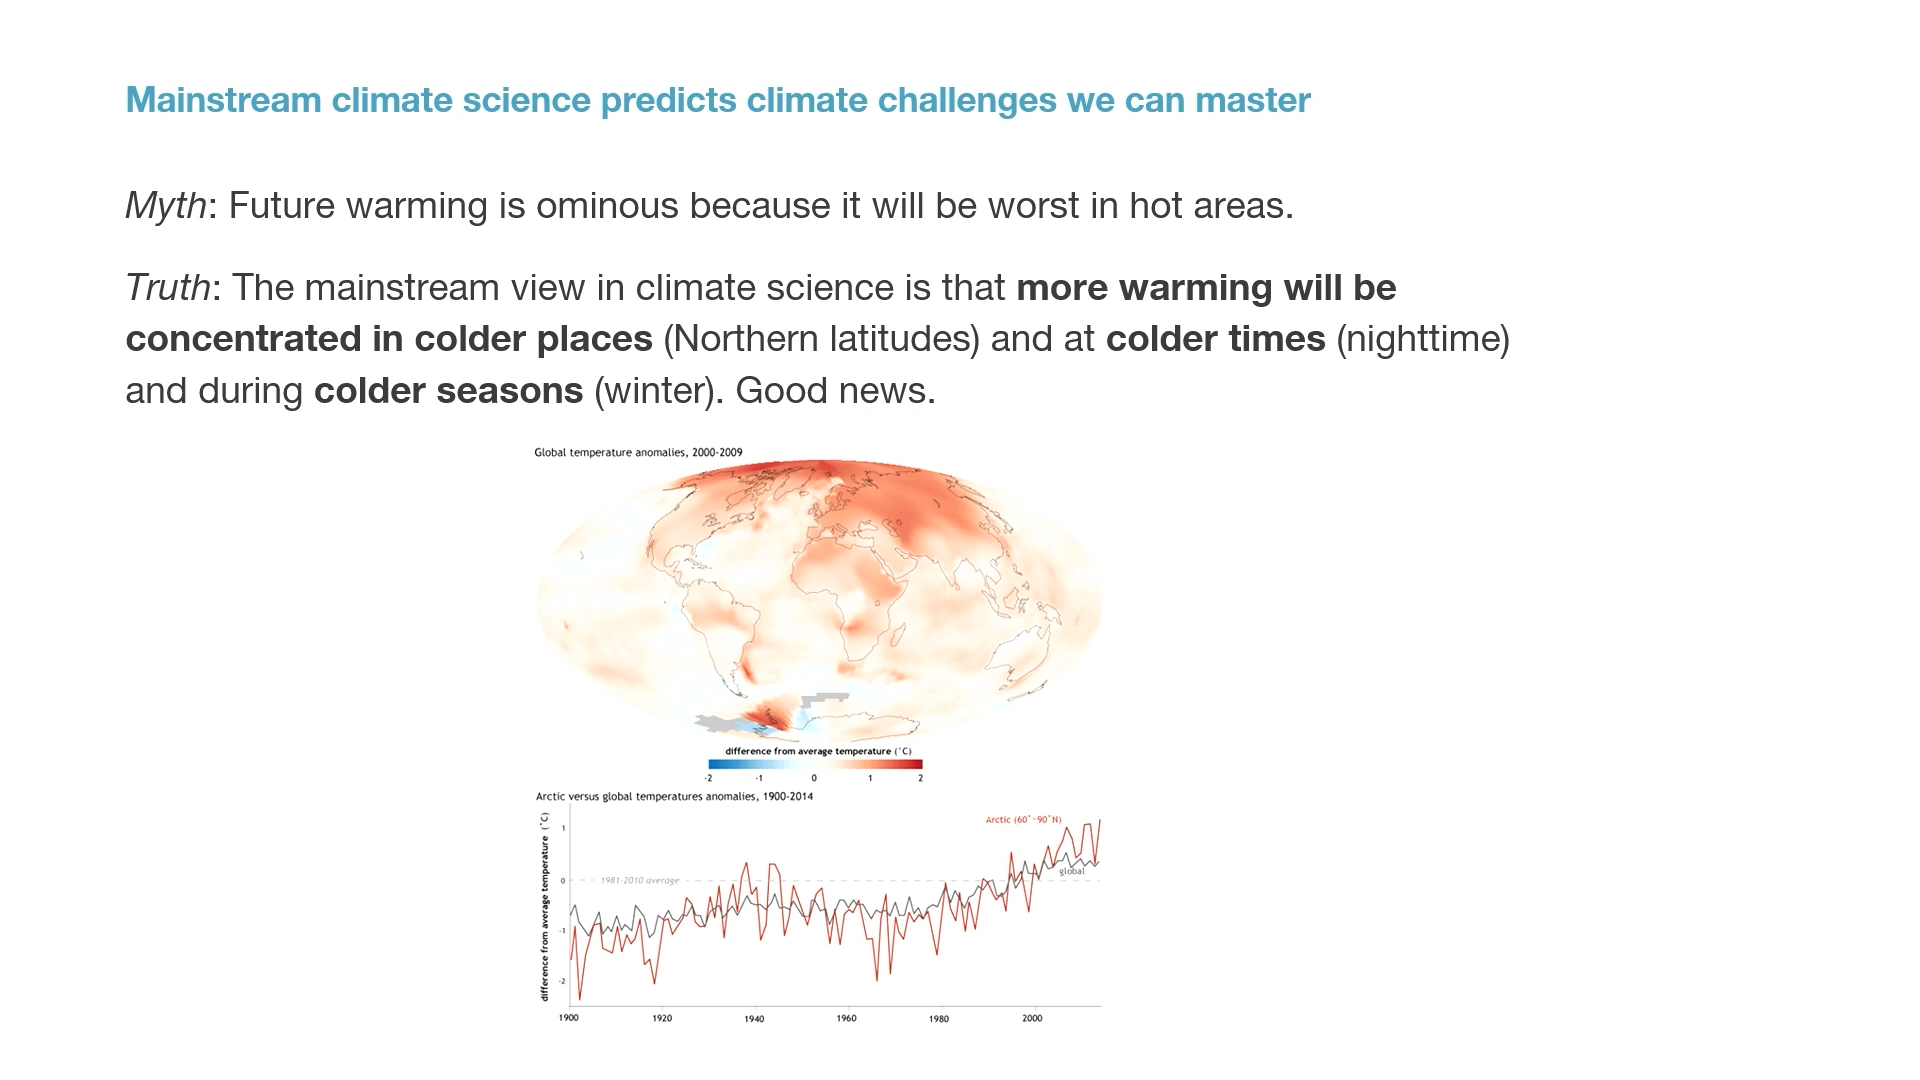 Mainstream climate science predicts climate challenges we can master
Myth: Future warming is ominous because it will be worst in hot areas.
Truth: The mainstream view in climate science is that more warming will be
concentrated in colder places (Northern latitudes) and at colder times (nighttime)
and during colder seasons (winter). Good news.
Global temperature anomalies, 2000-2009
difference from average temperature (°C)
-2 -1 0 1 2
Arctic versus global temperatures anomalies, 1900-2014
difference from average temperature (°C)
Arctic (60°-90°N)
1
global
0
1981-2010 average
-1
-2
1900 1920 1940 1960 1980 2000